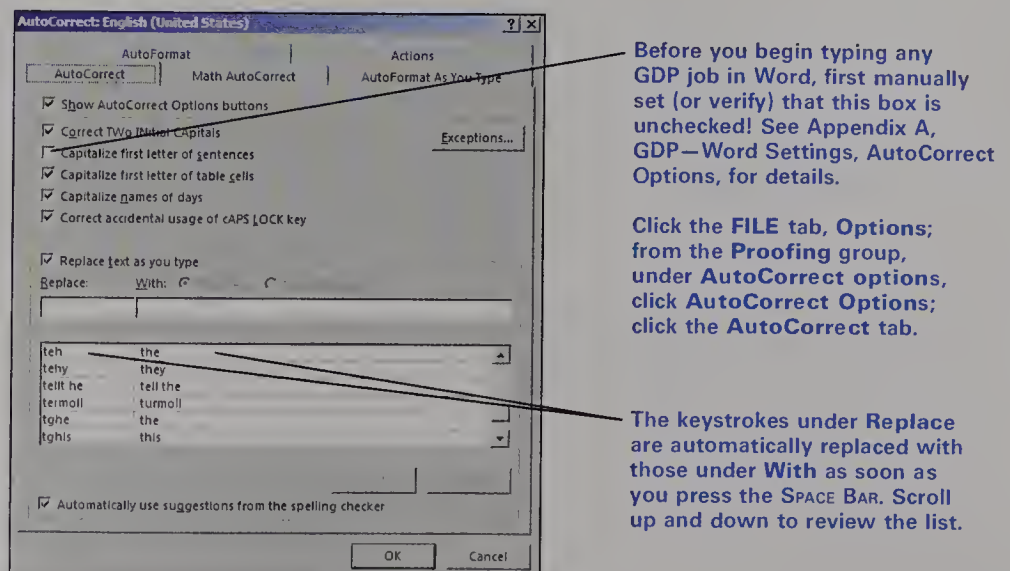 AutoCorrect: English (United States)
AutoFormat Actions
AutoCorrect Math AutoCorrect AutoFormat As You Type
Show AutoCorrect Options buttons
Correct TWo INitial CApitals
Exceptions...
Capitalize first letter of sentences
Capitalize first letter of table cells
Capitalize names of days
Correct accidental usage of cAPS LOCK key
Replace text as you type
Replace: With:
teh the
tehy they
tellt he tell the
termoil turmoil
tghe the
tghis this
Automatically use suggestions from the spelling checker
OK Cancel
Before you begin typing any
GDP job in Word, first manually
set (or verify) that this box is
unchecked! See Appendix A,
GDP—Word Settings, AutoCorrect
Options, for details.
Click the FILE tab, Options;
from the Proofing group,
under AutoCorrect options,
click AutoCorrect Options;
click the AutoCorrect tab.
The keystrokes under Replace
are automatically replaced with
those under With as soon as
you press the SPACE BAR. Scroll
up and down to review the list.